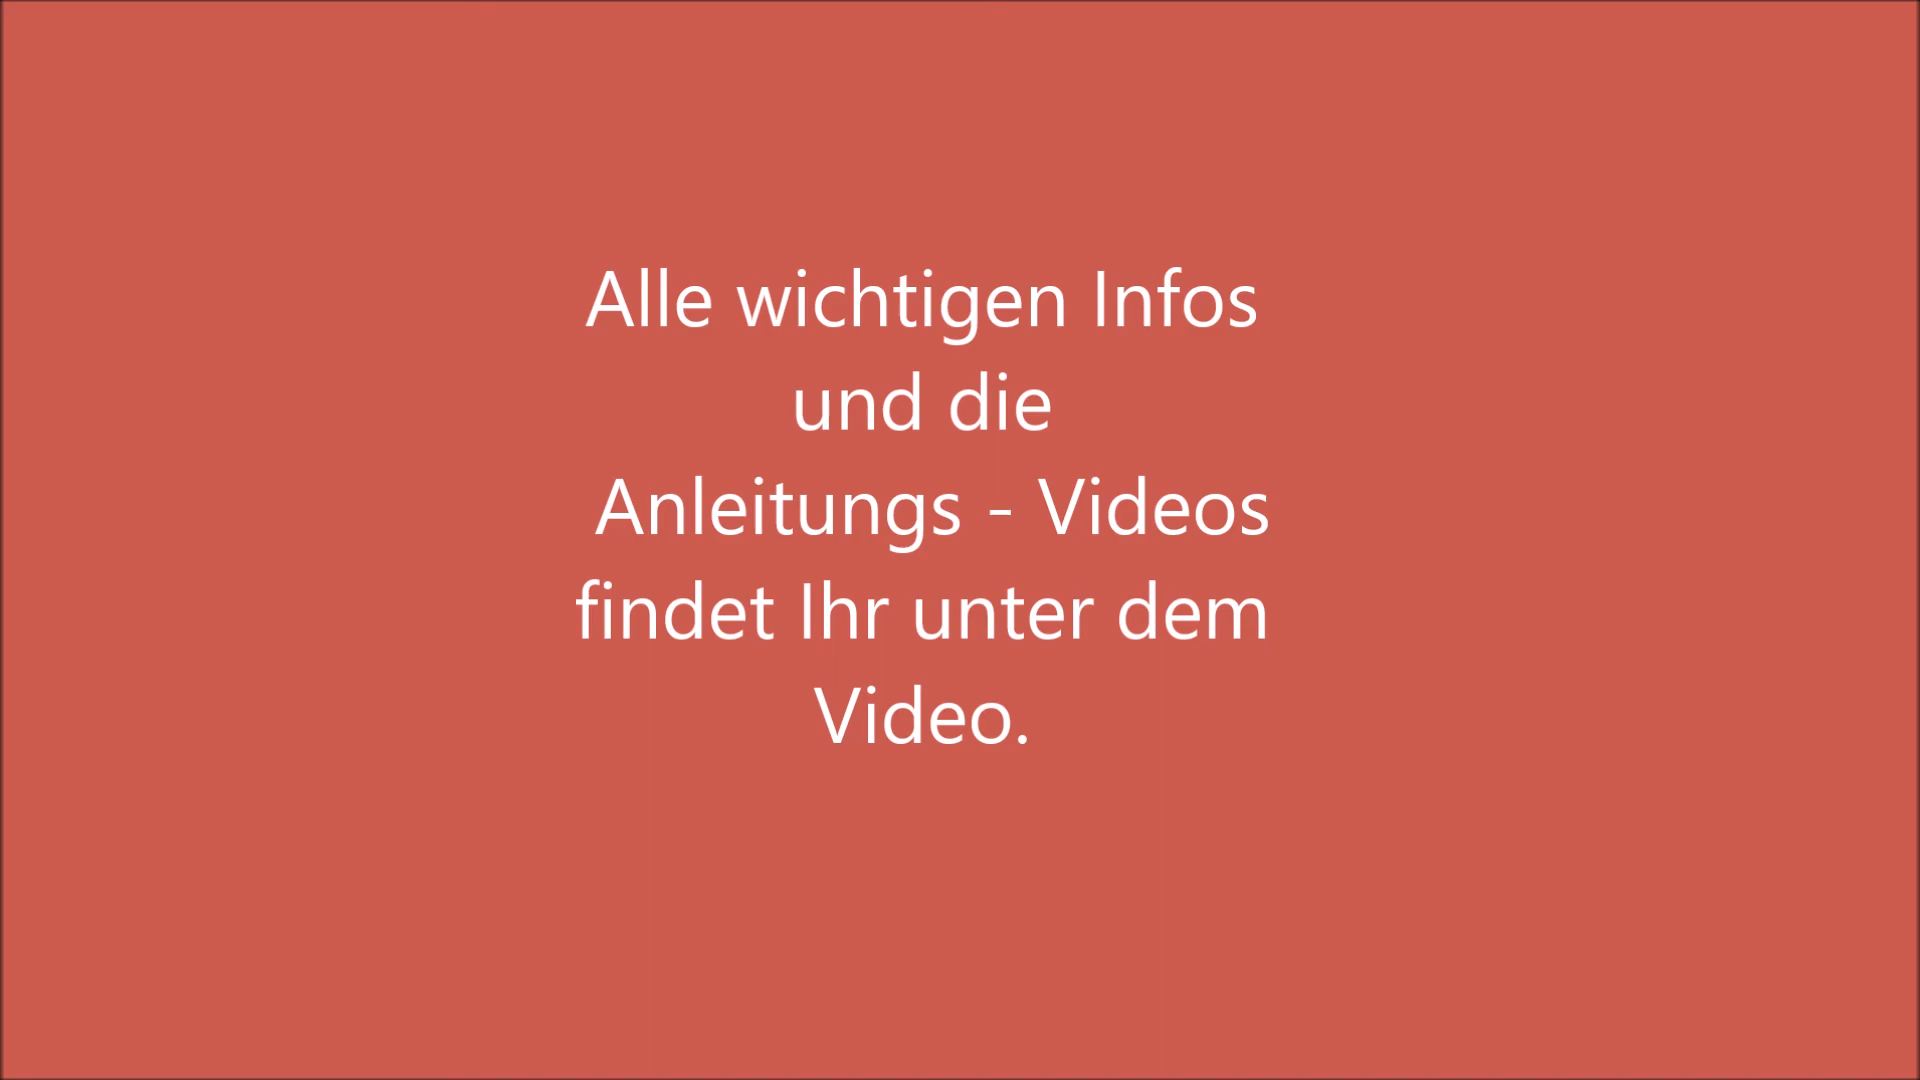 Alle wichtigen Infos
und die
Anleitungs - Videos
findet Ihr unter dem
Video.